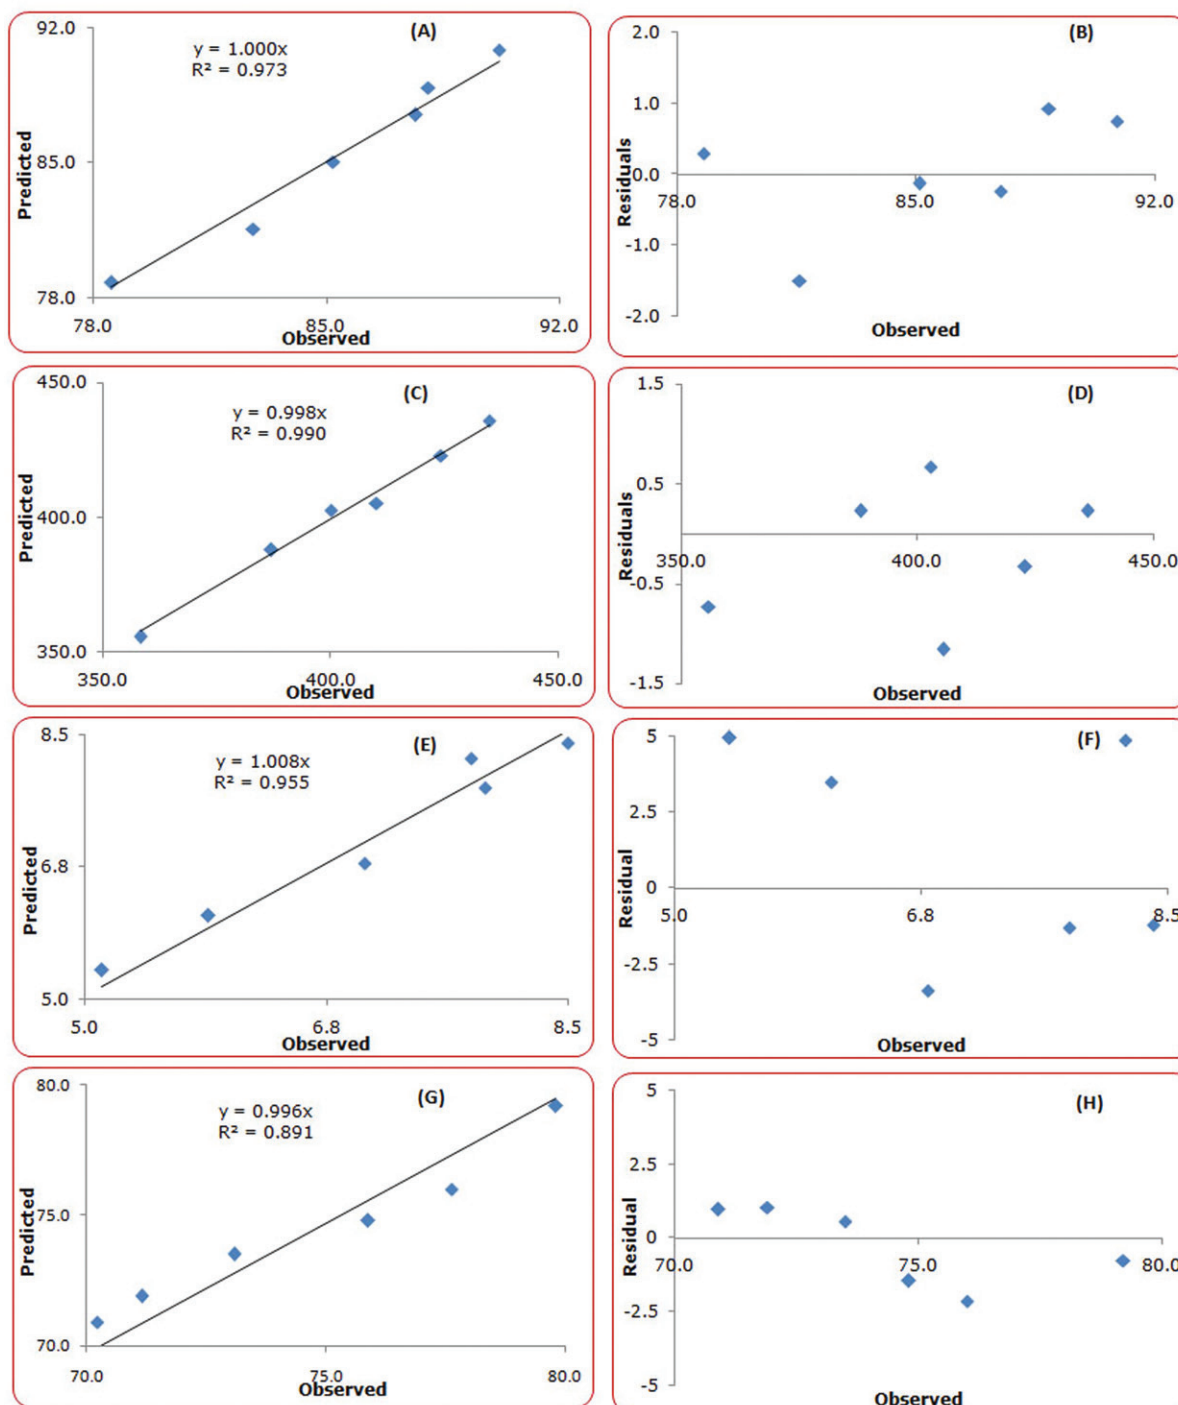 (A)
y = 1.000x
R² = 0.973
92.0
85.0
78.0
Predicted
78.0
85.0
92.0
Observed
(B)
2.0
1.0
0.0
-1.0
-2.0
Residuals
78.0
85.0
92.0
Observed
(C)
y = 0.998x
R² = 0.990
450.0
400.0
350.0
Predicted
350.0
400.0
450.0
Observed
(D)
1.5
0.5
-0.5
-1.5
Residuals
350.0
400.0
450.0
Observed
(E)
y = 1.008x
R² = 0.955
8.5
6.8
5.0
Predicted
5.0
6.8
8.5
Observed
(F)
5
2.5
0
-2.5
-5
Residual
5.0
6.8
8.5
Observed
(G)
y = 0.996x
R² = 0.891
80.0
75.0
70.0
Predicted
70.0
75.0
80.0
Observed
(H)
5
2.5
0
-2.5
-5
Residual
70.0
75.0
80.0
Observed